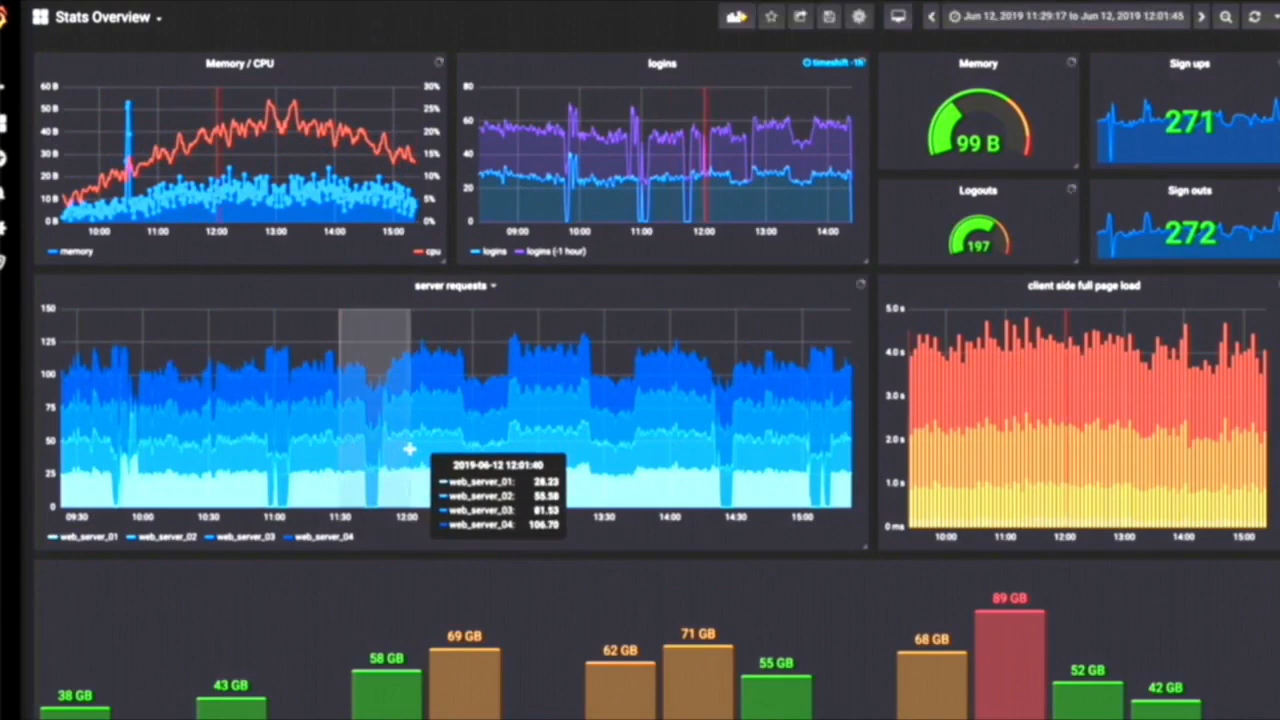 Stats Overview
Jun 12, 2019 11:29:17 to Jun 12, 2019 12:01:45
Memory / CPU
60 B
50 B
40 B
30 B
20 B
10 B
0 B
30%
25%
20%
15%
10%
5%
0%
10:00 11:00 12:00 13:00 14:00 15:00
memory
cpu
logins
timeshift -1h
80
60
40
20
0
09:00 10:00 11:00 12:00 13:00 14:00
logins logins (-1 hour)
Memory
99 B
Sign ups
271
Logouts
197
Sign outs
272
server requests
150
125
100
75
50
25
0
09:30 10:00 10:30 11:00 11:30 12:00 13:30 14:00 14:30 15:00
web_server_01 web_server_02 web_server_03 web_server_04
2019-06-12 12:01:40
web_server_01: 28.23
web_server_02: 55.58
web_server_03: 81.53
web_server_04: 106.70
client side full page load
5.0 s
4.0 s
3.0 s
2.0 s
1.0 s
0 ms
10:00 11:00 12:00 13:00 14:00 15:00
38 GB
43 GB
58 GB
69 GB
62 GB
71 GB
55 GB
68 GB
89 GB
52 GB
42 GB